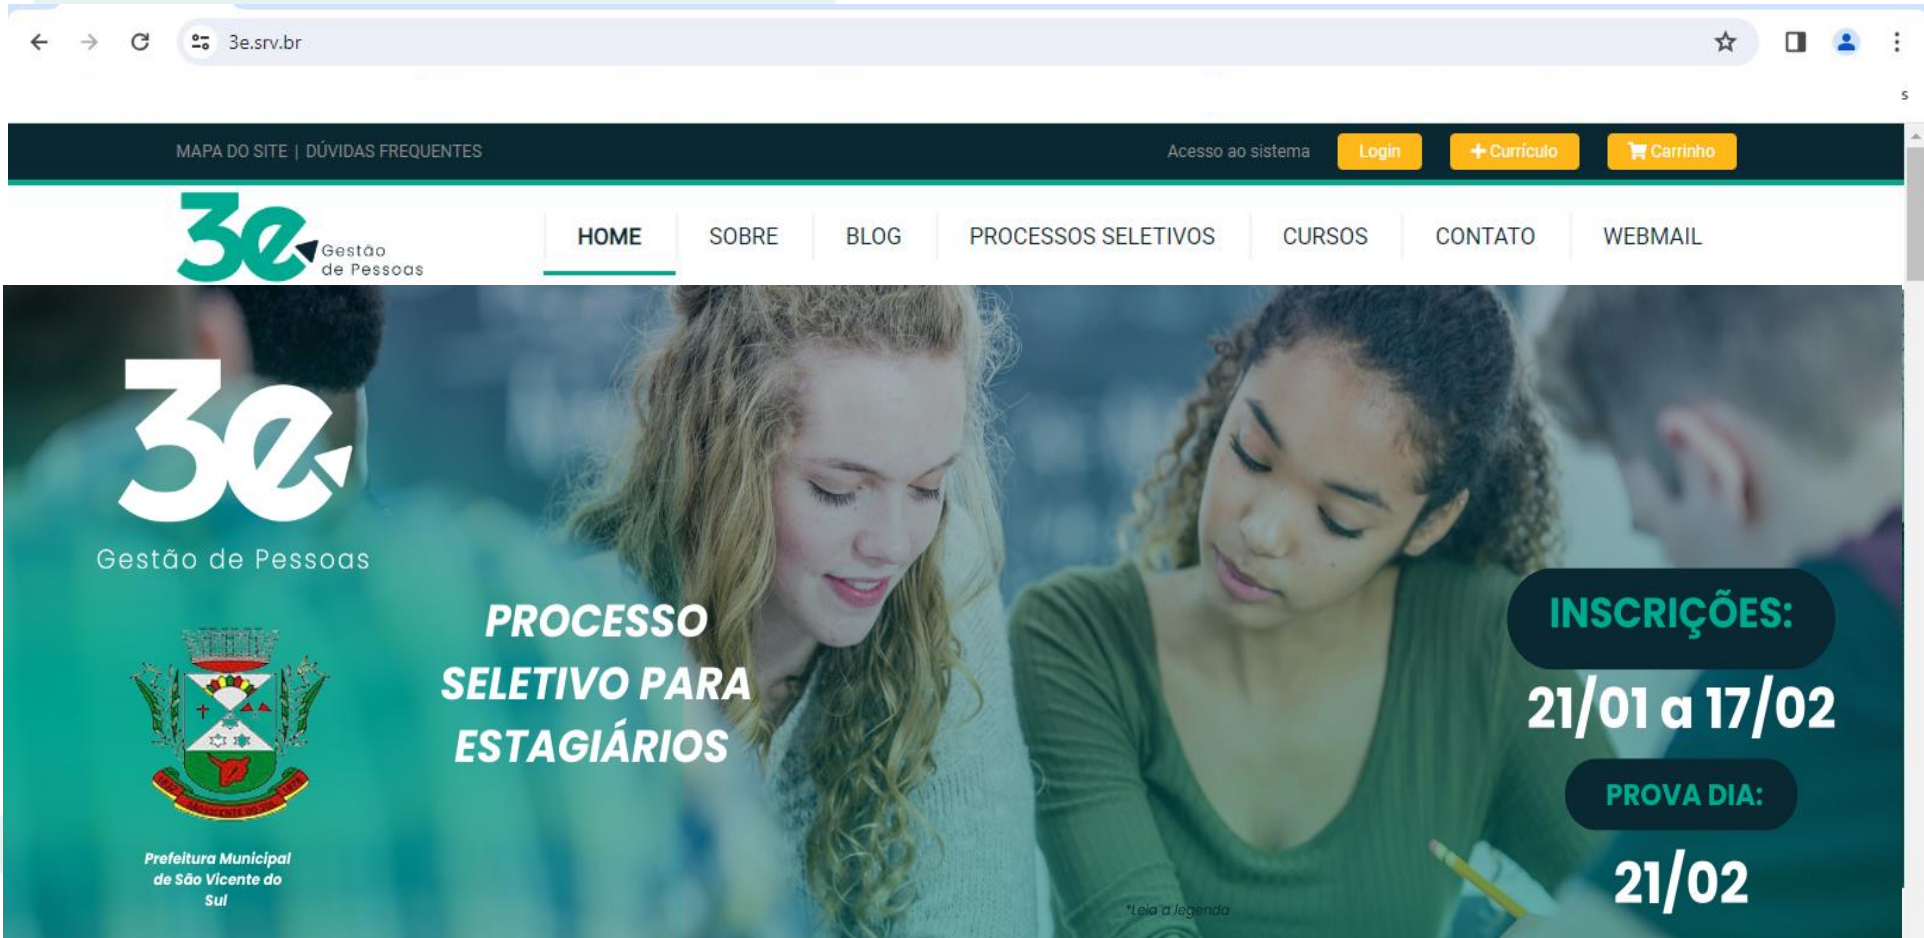 3e.srv.br
s
MAPA DO SITE | DÚVIDAS FREQUENTES
Acesso ao sistema
Login
+ Currículo
Carrinho
3e Gestão
de Pessoas
HOME
SOBRE
BLOG
PROCESSOS SELETIVOS
CURSOS
CONTATO
WEBMAIL
3e
Gestão de Pessoas
PROCESSO
SELETIVO PARA
ESTAGIÁRIOS
Prefeitura Municipal
de São Vicente do
Sul
INSCRIÇÕES:
21/01 a 17/02
PROVA DIA:
21/02
*Leia a legenda